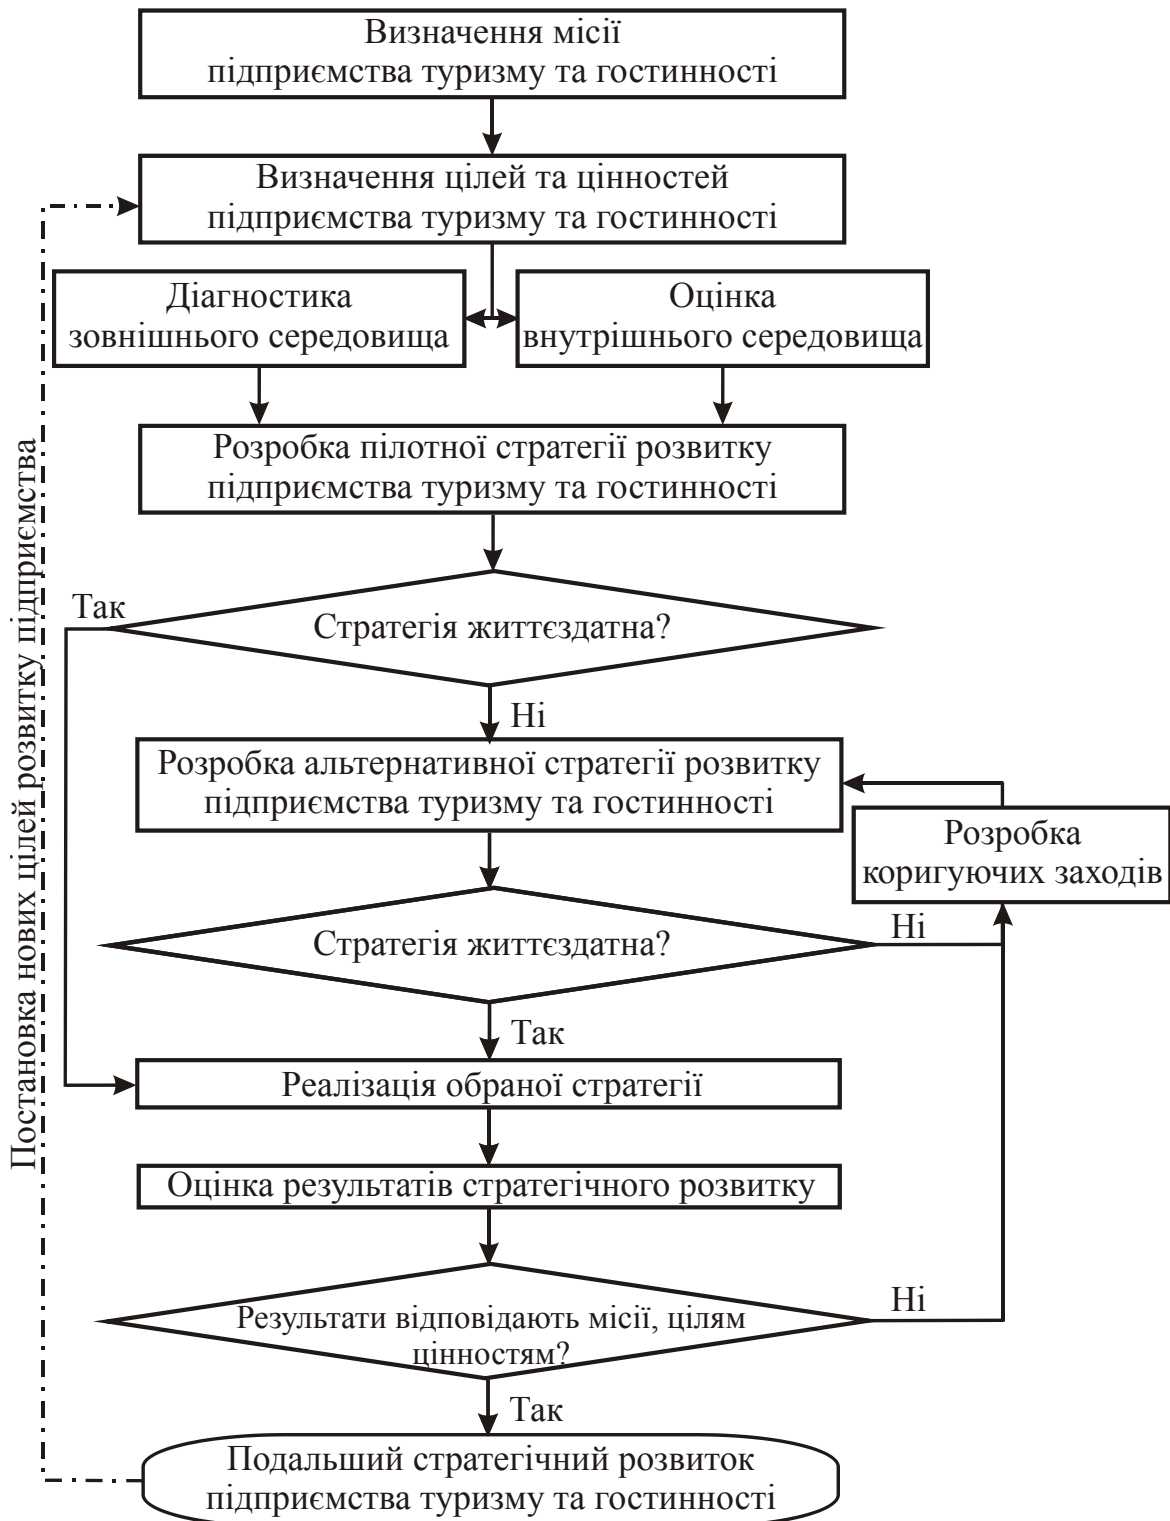 Визначення місії
підприємства туризму та гостинності
Визначення цілей та цінностей
підприємства туризму та гостинності
Діагностика
зовнішнього середовища
Оцінка
внутрішнього середовища
Розробка пілотної стратегії розвитку
підприємства туризму та гостинності
Так
Стратегія життєздатна?
Ні
Розробка альтернативної стратегії розвитку
підприємства туризму та гостинності
Розробка
коригуючих заходів
Стратегія життєздатна?
Ні
Так
Реалізація обраної стратегії
Оцінка результатів стратегічного розвитку
Результати відповідають місії, цілям
цінностям?
Ні
Так
Подальший стратегічний розвиток
підприємства туризму та гостинності
Постановка нових цілей розвитку підприємства